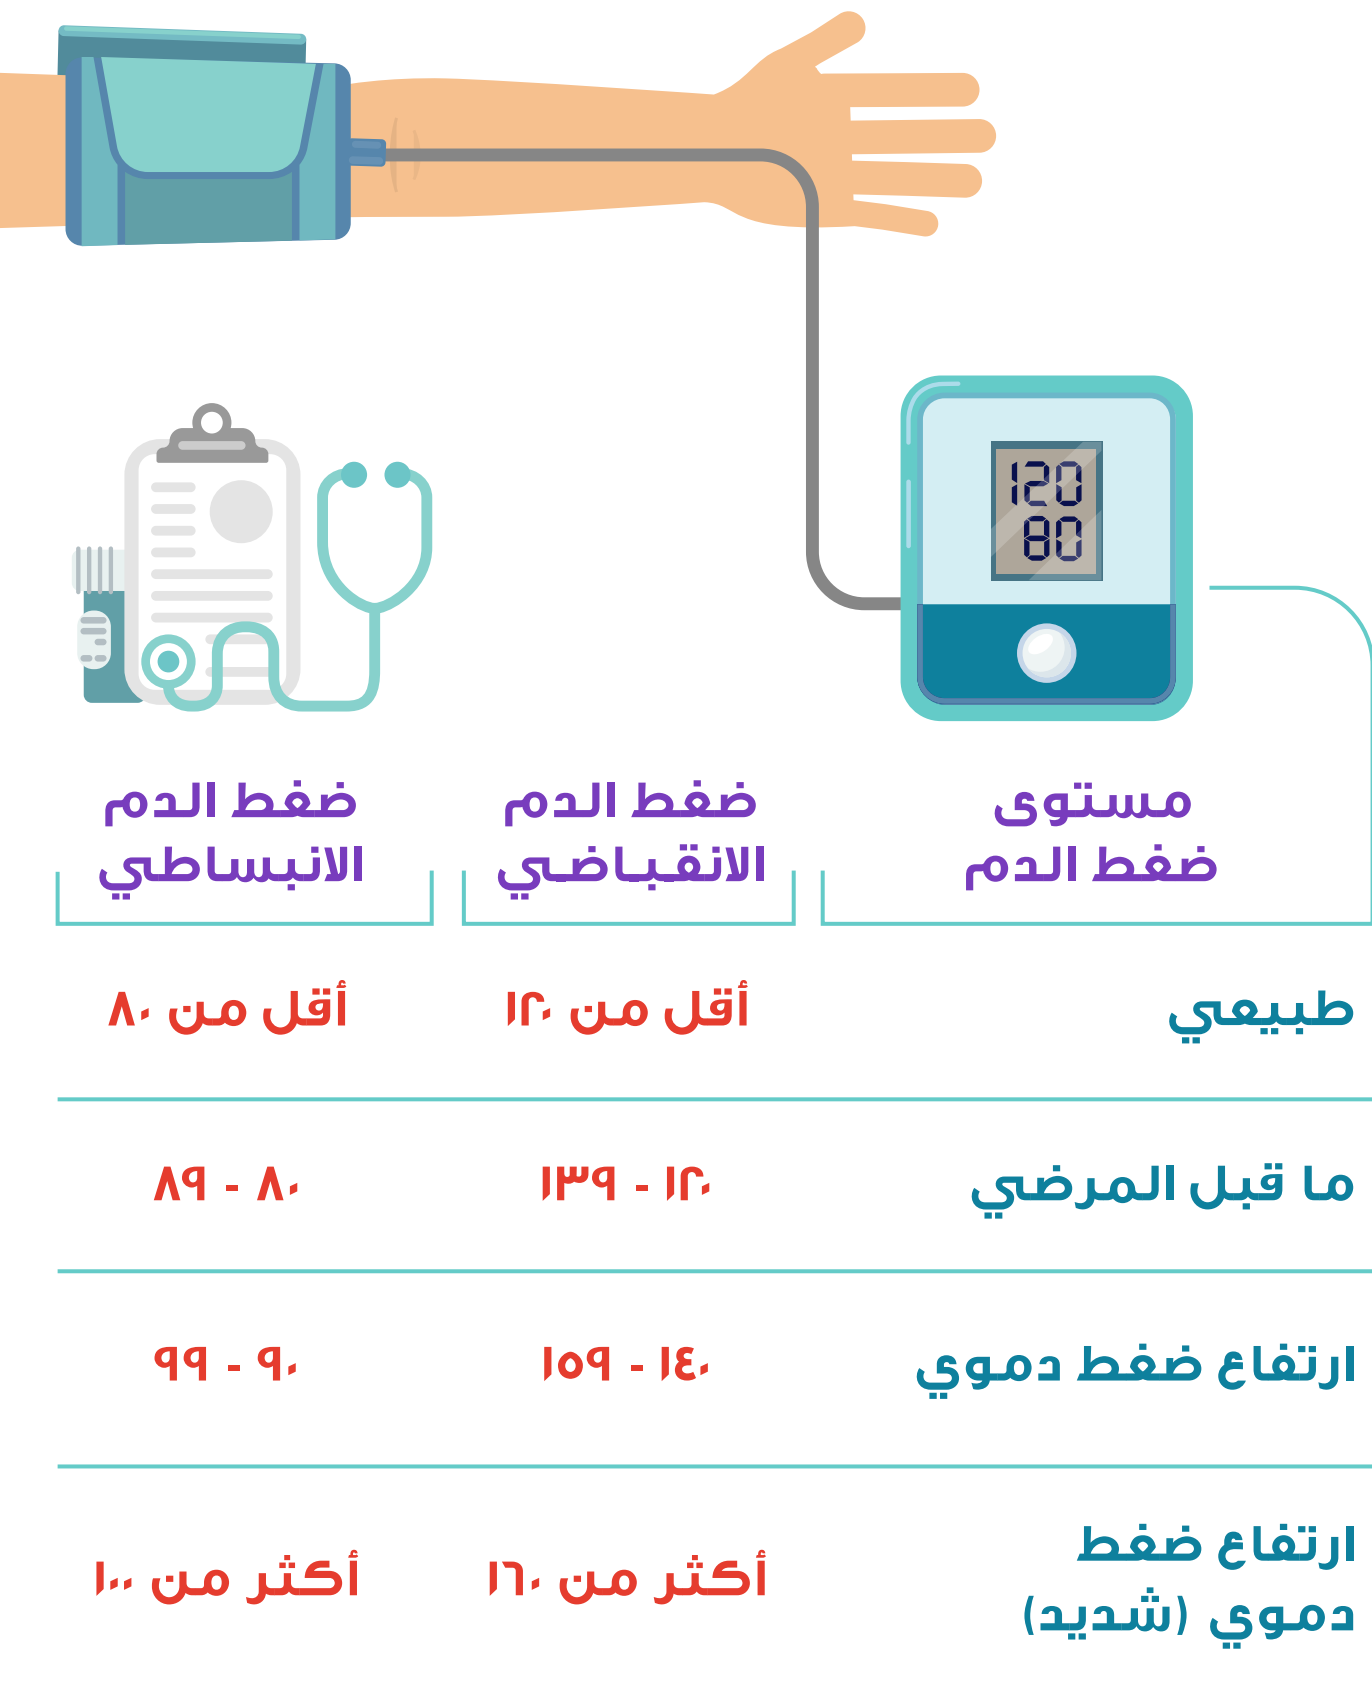 120
80
مستوى
ضغط الدم
ضغط الدم
الانقباضي
ضغط الدم
الانبساطي
طبيعي
أقل من ١٢٠
أقل من ٨٠
ما قبل المرضي
١٢٠ - ١٣٩
٨٠ - ٨٩
ارتفاع ضغط دموي
١٤٠ - ١٥٩
٩٠ - ٩٩
ارتفاع ضغط
دموي (شديد)
أكثر من ١٦٠
أكثر من ١٠٠